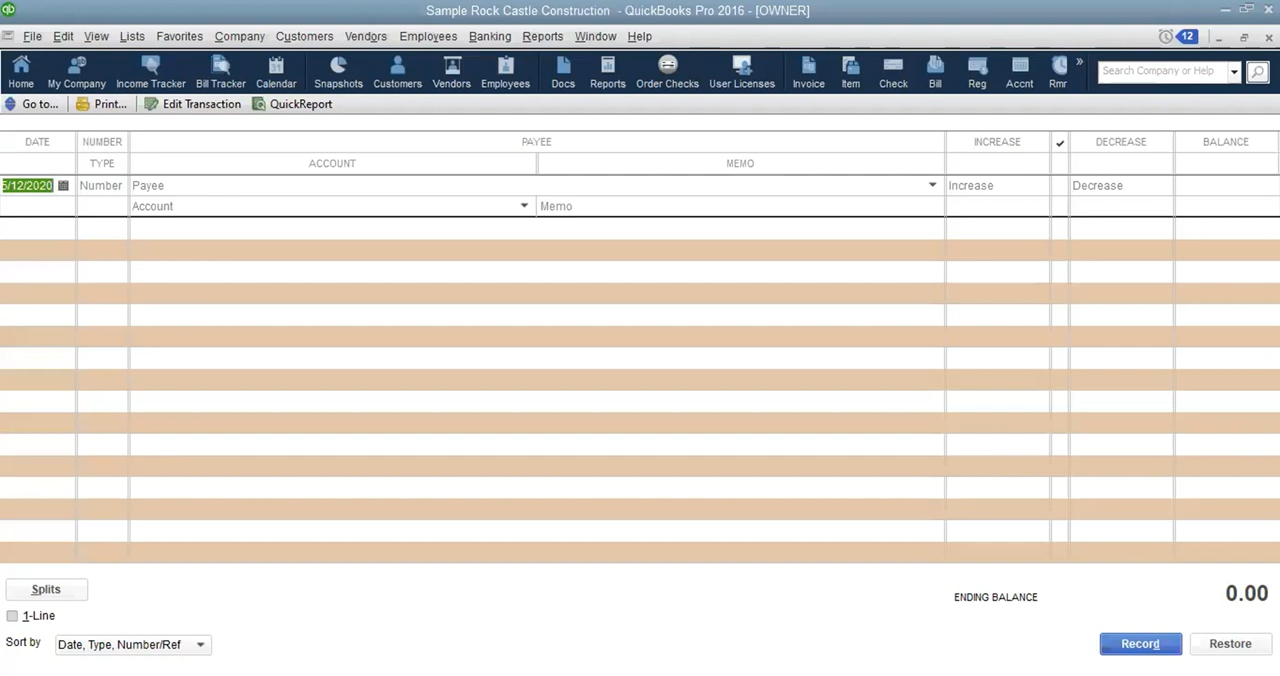 qb Sample Rock Castle Construction - QuickBooks Pro 2016 - [OWNER]
File Edit View Lists Favorites Company Customers Vendors Employees Banking Reports Window Help 12
Home My Company Income Tracker Bill Tracker Calendar Snapshots Customers Vendors Employees Docs Reports Order Checks User Licenses Invoice Item Check Bill Reg Accnt Rmr » Search Company or Help
Go to... Print... Edit Transaction QuickReport
DATE NUMBER PAYEE INCREASE ✓ DECREASE BALANCE
TYPE ACCOUNT MEMO
5/12/2020 Number Payee Increase Decrease
Account Memo
Splits
ENDING BALANCE 0.00
1-Line
Sort by Date, Type, Number/Ref Record Restore